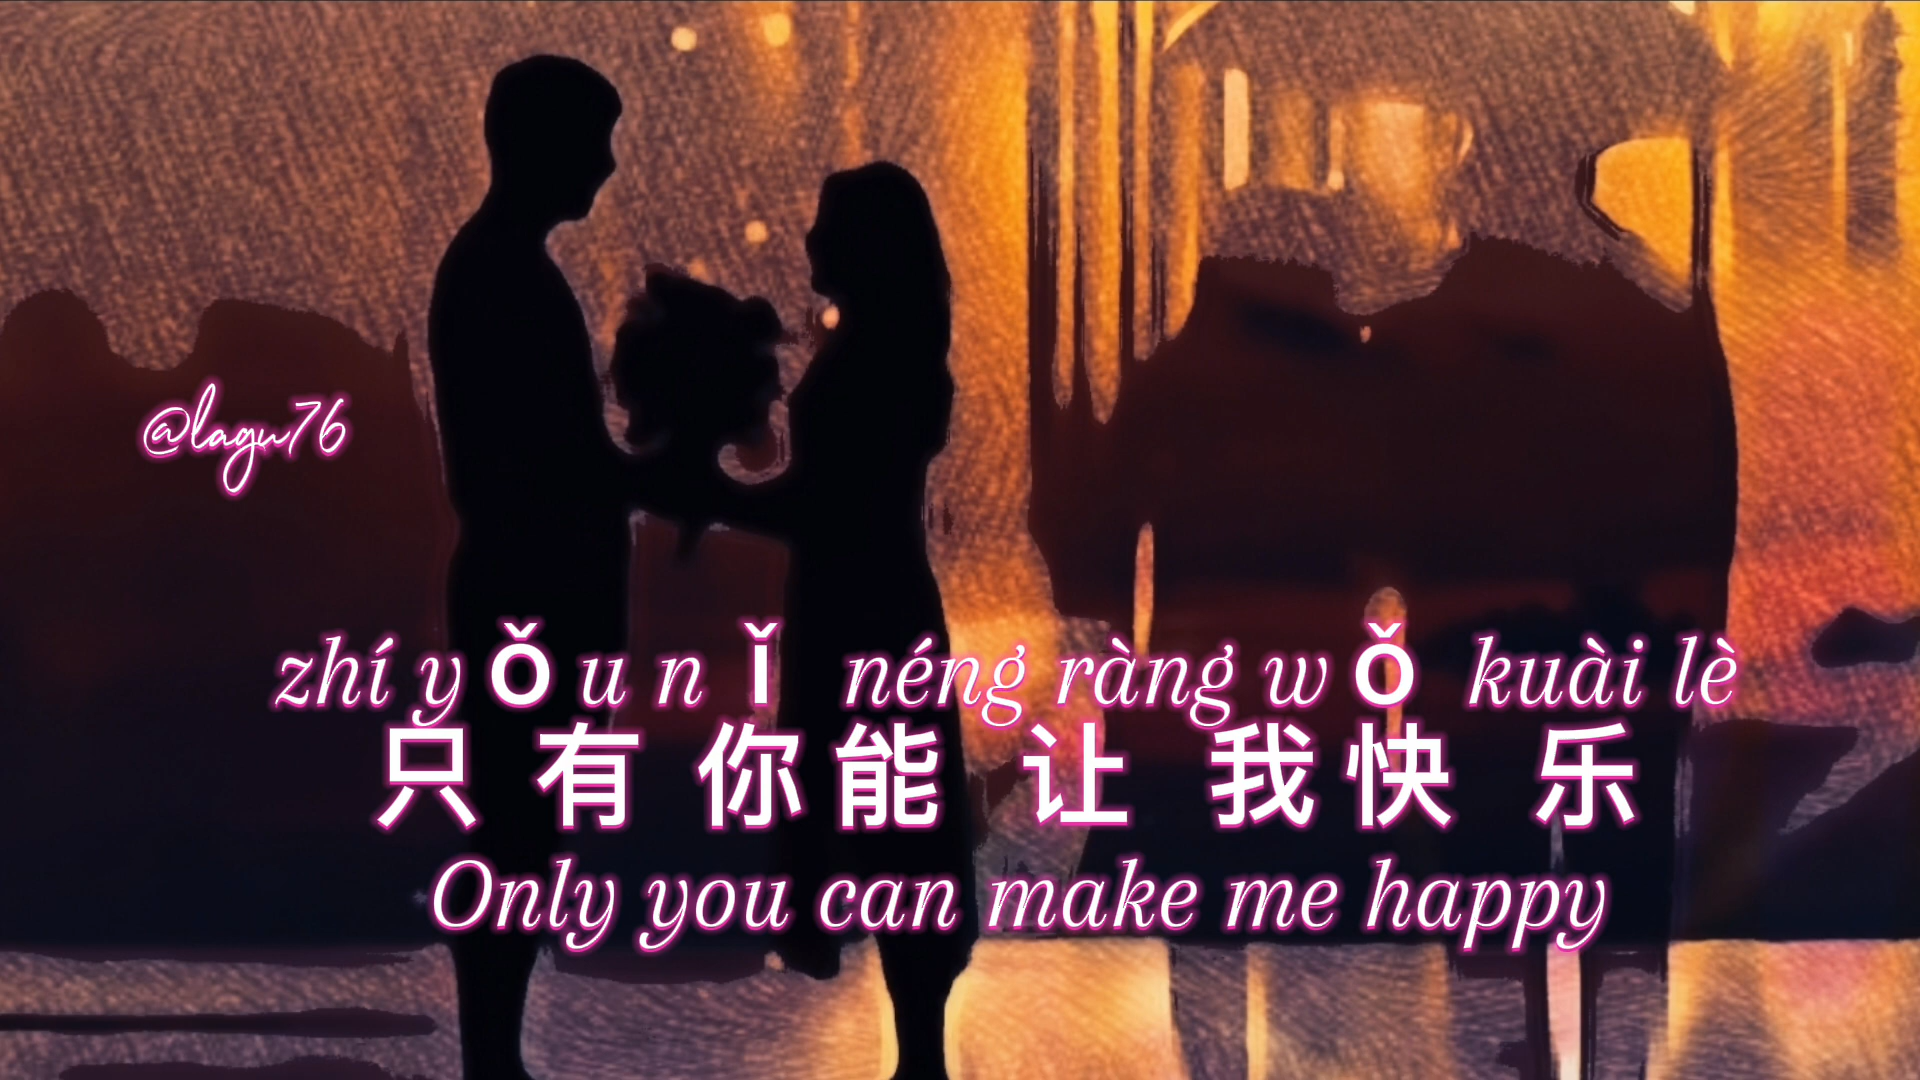 @lagu76
zhí yǒu nǐ néng ràng wǒ kuài lè
只有你能让我快乐
Only you can make me happy